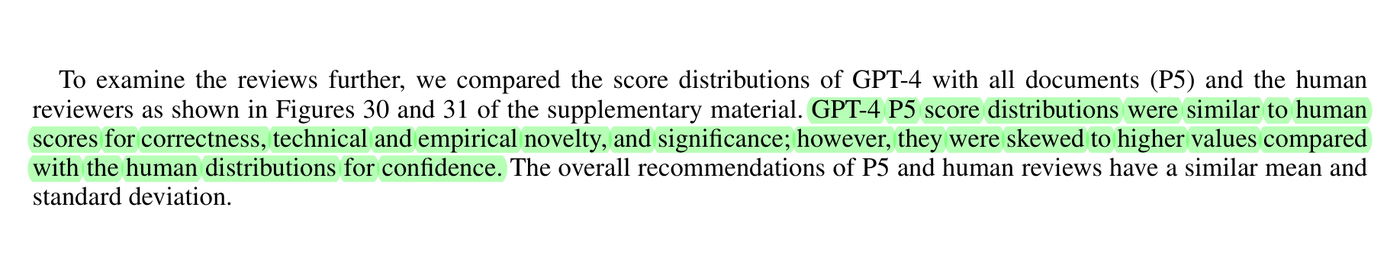 To examine the reviews further, we compared the score distributions of GPT-4 with all documents (P5) and the human
reviewers as shown in Figures 30 and 31 of the supplementary material. GPT-4 P5 score distributions were similar to human
scores for correctness, technical and empirical novelty, and significance; however, they were skewed to higher values compared
with the human distributions for confidence. The overall recommendations of P5 and human reviews have a similar mean and
standard deviation.